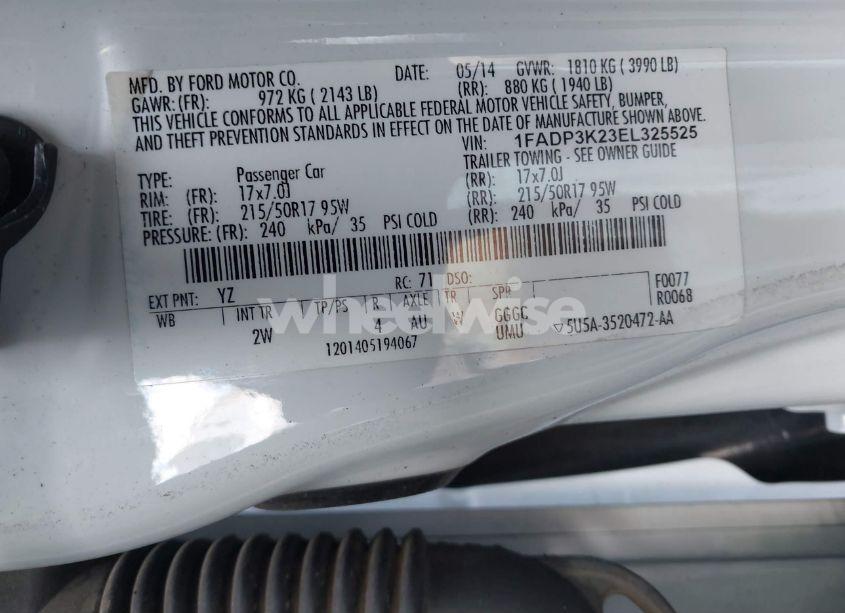 MFD. BY FORD MOTOR CO. DATE: 05/14 GVWR: 1810 KG ( 3990 LB)
GAWR: (FR): 972 KG ( 2143 LB) (RR): 880 KG ( 1940 LB)
THIS VEHICLE CONFORMS TO ALL APPLICABLE FEDERAL MOTOR VEHICLE SAFETY, BUMPER,
AND THEFT PREVENTION STANDARDS IN EFFECT ON THE DATE OF MANUFACTURE SHOWN ABOVE.
VIN: 1FADP3K23EL325525
TYPE: Passenger Car TRAILER TOWING - SEE OWNER GUIDE
RIM: (FR): 17x7.0J (RR): 17x7.0J
TIRE: (FR): 215/50R17 95W (RR): 215/50R17 95W
PRESSURE: (FR): 240 kPa/ 35 PSI COLD (RR): 240 kPa/ 35 PSI COLD
EXT PNT: YZ RC: 71 DSO: F0077
WB INT TR TP/PS R AXLE TR SPR R0068
2W 4 AU W GGGC ▽5U5A-3520472-AA
UMU
1201405194067
wheelwise